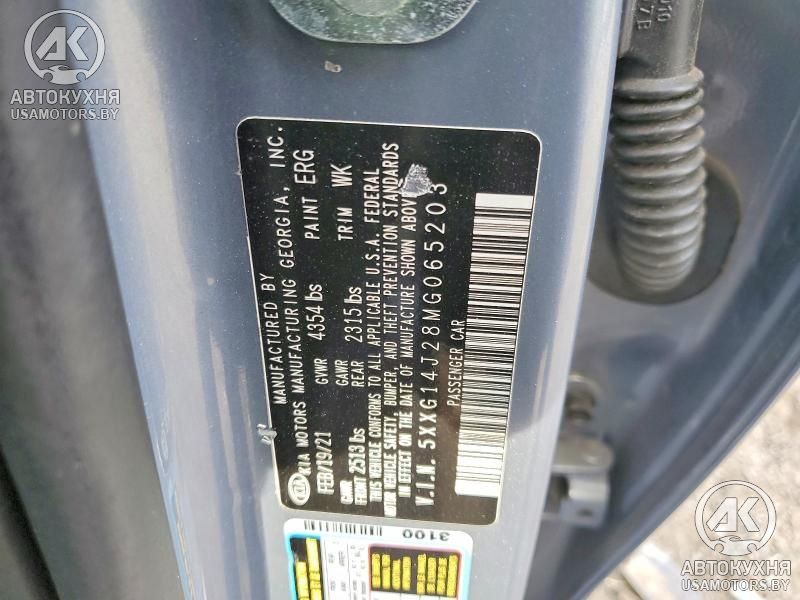 АВТОКУХНЯ
USAMOTORS.BY
MANUFACTURED BY
KIA MOTORS MANUFACTURING GEORGIA, INC.
FEB/19/21 GVWR 4354 lbs PAINT ERG
GAWR GAWR
FRONT 2513 lbs REAR 2315 lbs TRIM WK
THIS VEHICLE CONFORMS TO ALL APPLICABLE U.S.A. FEDERAL
MOTOR VEHICLE SAFETY, BUMPER, AND THEFT PREVENTION STANDARDS
IN EFFECT ON THE DATE OF MANUFACTURE SHOWN ABOVE
V.I.N. 5XXG14J28MG065203
PASSENGER CAR
3100
АВТОКУХНЯ
USAMOTORS.BY